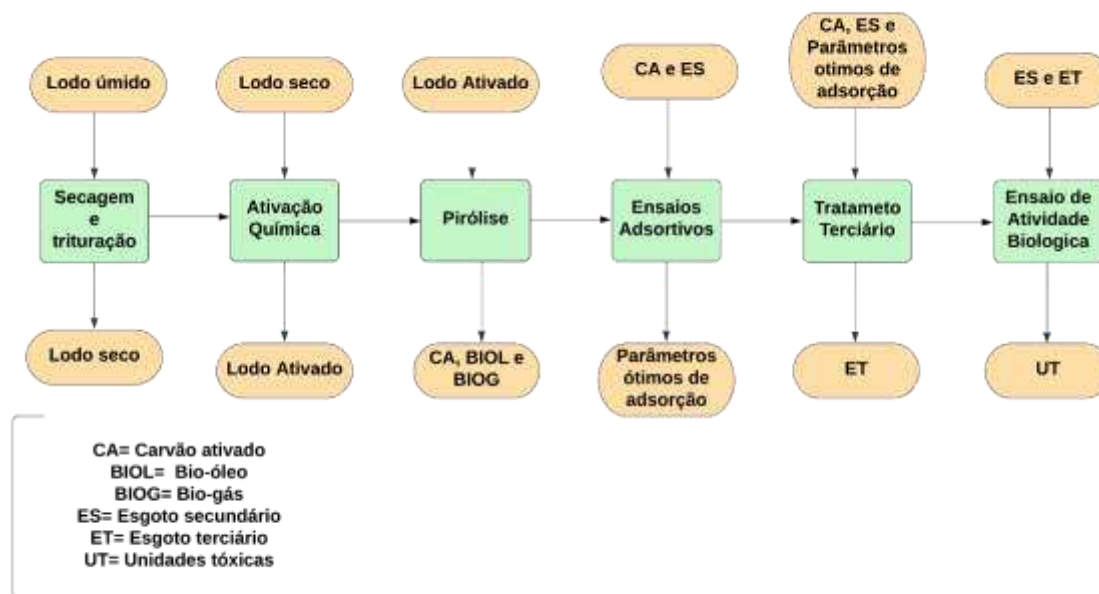 Lodo úmido
Lodo seco
Lodo Ativado
CA e ES
CA, ES e
Parâmetros
otimos de
adsorção
ES e ET
Secagem
e
trituração
Ativação
Química
Pirólise
Ensaios
Adsortivos
Tratameto
Terciário
Ensaio de
Atividade
Biologica
Lodo seco
Lodo Ativado
CA, BIOL e
BIOG
Parâmetros
ótimos de
adsorção
ET
UT
CA= Carvão ativado
BIOL= Bio-óleo
BIOG= Bio-gás
ES= Esgoto secundário
ET= Esgoto terciário
UT= Unidades tóxicas